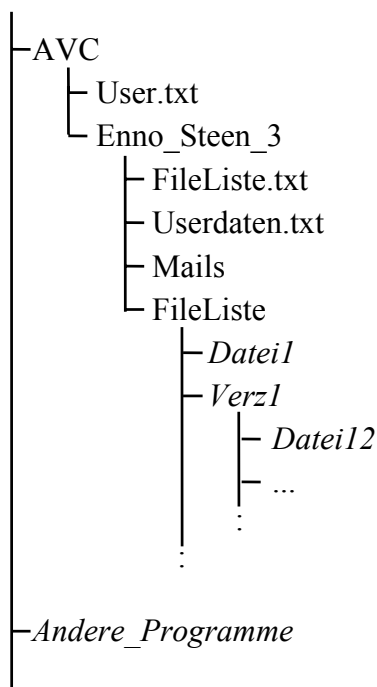 AVC
User.txt
Enno_Steen_3
FileListe.txt
Userdaten.txt
Mails
FileListe
Datei1
Verz1
Datei12
...
Andere_Programme